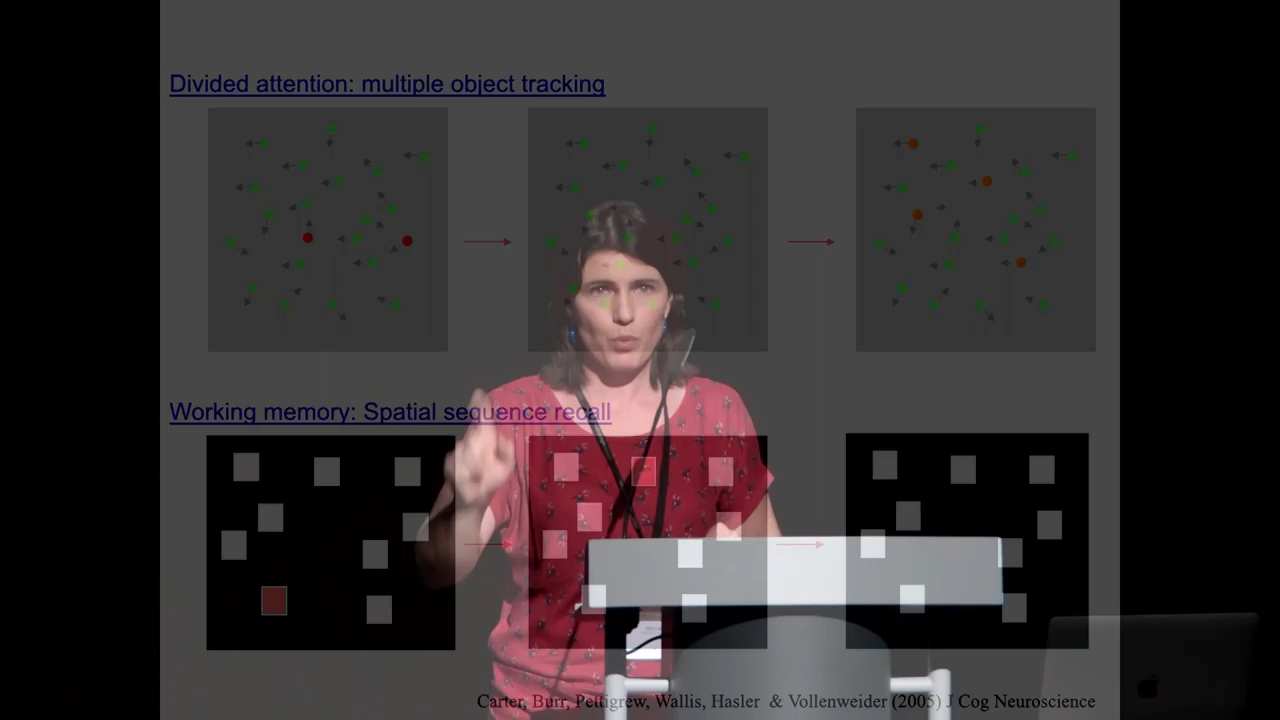 Divided attention: multiple object tracking
Working memory: Spatial sequence recall
Carter, Burr, Pettigrew, Wallis, Hasler & Vollenweider (2005) J Cog Neuroscience